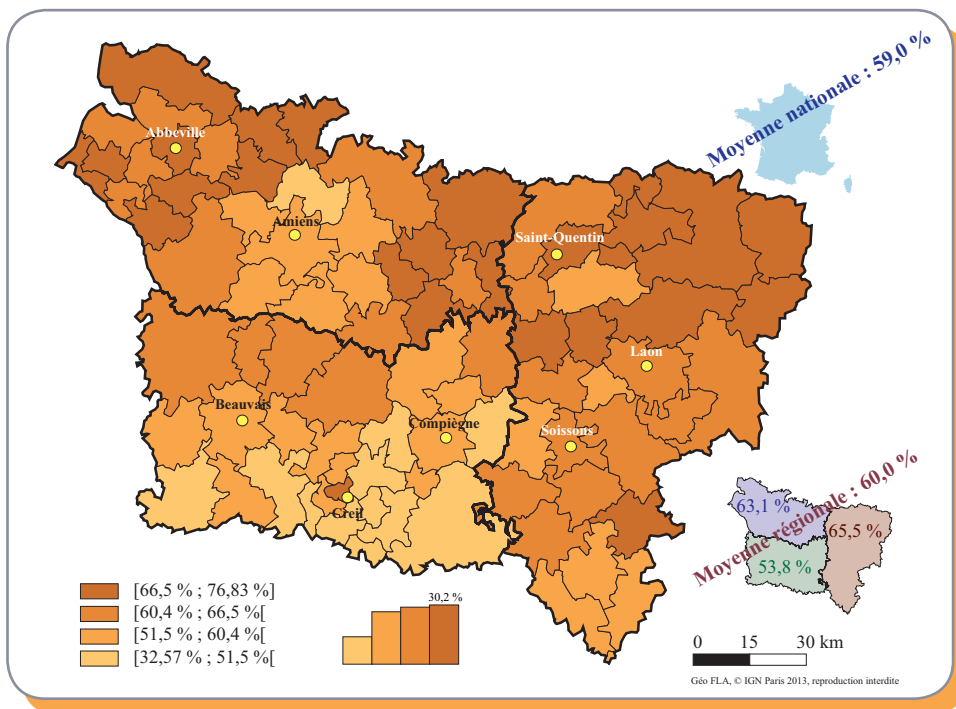 Moyenne nationale : 59,0 %
Abbeville
Amiens
Saint-Quentin
Laon
Beauvais
Compiègne
Soissons
Creil
Moyenne régionale : 60,0 %
63,1 %
65,5 %
53,8 %
[66,5 % ; 76,83 %]
[60,4 % ; 66,5 %[
[51,5 % ; 60,4 %[
[32,57 % ; 51,5 %[
30,2 %
0 15 30 km
Géo FLA, © IGN Paris 2013, reproduction interdite